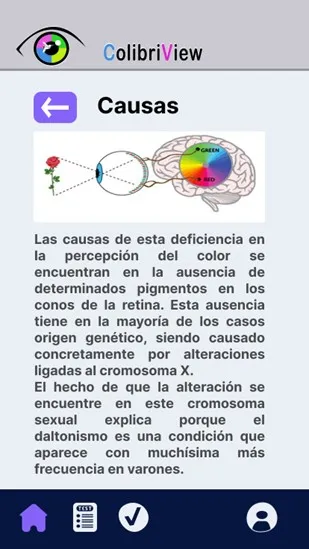 ColibriView
Causas
GREEN
RED
Las causas de esta deficiencia en
la percepción del color se
encuentran en la ausencia de
determinados pigmentos en los
conos de la retina. Esta ausencia
tiene en la mayoría de los casos
origen genético, siendo causado
concretamente por alteraciones
ligadas al cromosoma X.
El hecho de que la alteración se
encuentre en este cromosoma
sexual explica porque el
daltonismo es una condición que
aparece con muchísima más
frecuencia en varones.
TEST